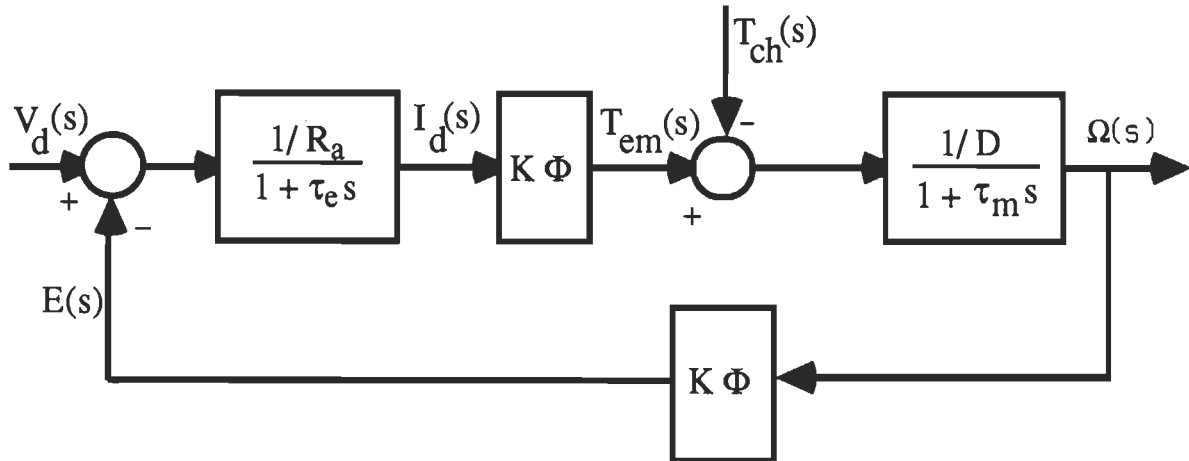 T_ch(s)
V_d(s)
+
-
1/ R_a
1 + τ_e s
I_d(s)
K Φ
T_em(s)
+
-
1/ D
1 + τ_m s
Ω(s)
E(s)
K Φ